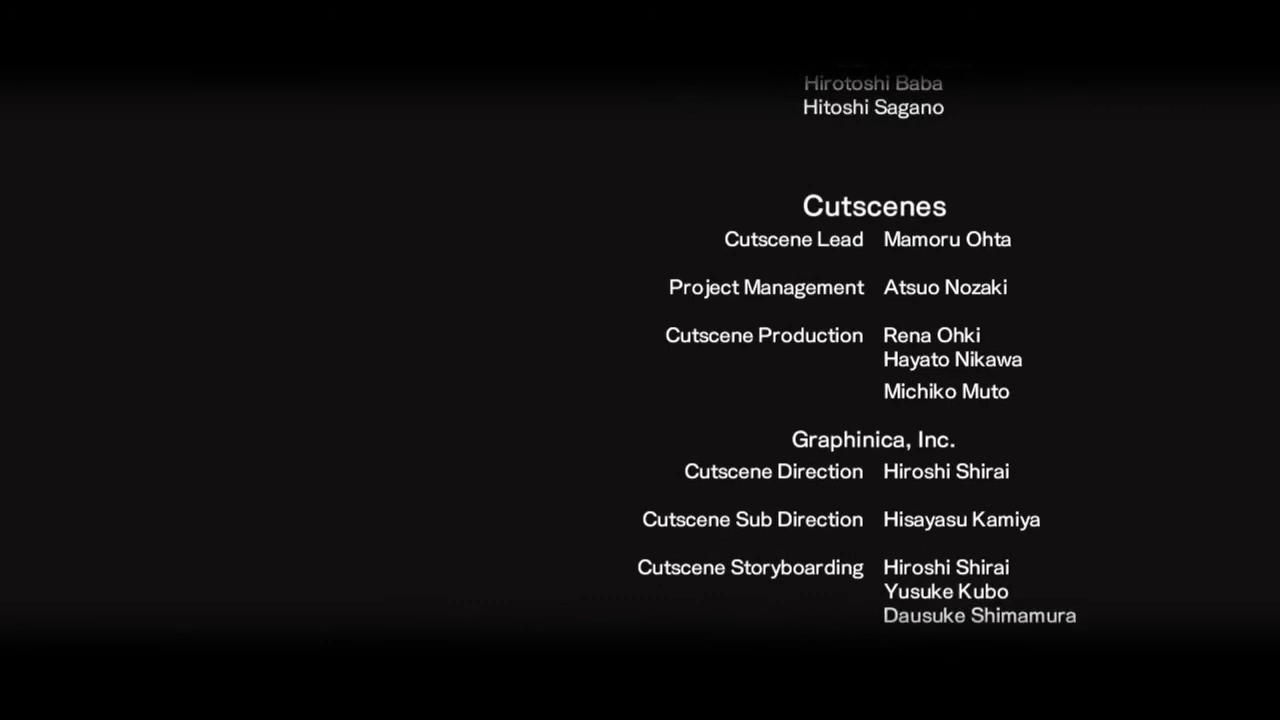 Hirotoshi Baba
Hitoshi Sagano
Cutscenes
Cutscene Lead Mamoru Ohta
Project Management Atsuo Nozaki
Cutscene Production Rena Ohki
Hayato Nikawa
Michiko Muto
Graphinica, Inc.
Cutscene Direction Hiroshi Shirai
Cutscene Sub Direction Hisayasu Kamiya
Cutscene Storyboarding Hiroshi Shirai
Yusuke Kubo
Dausuke Shimamura